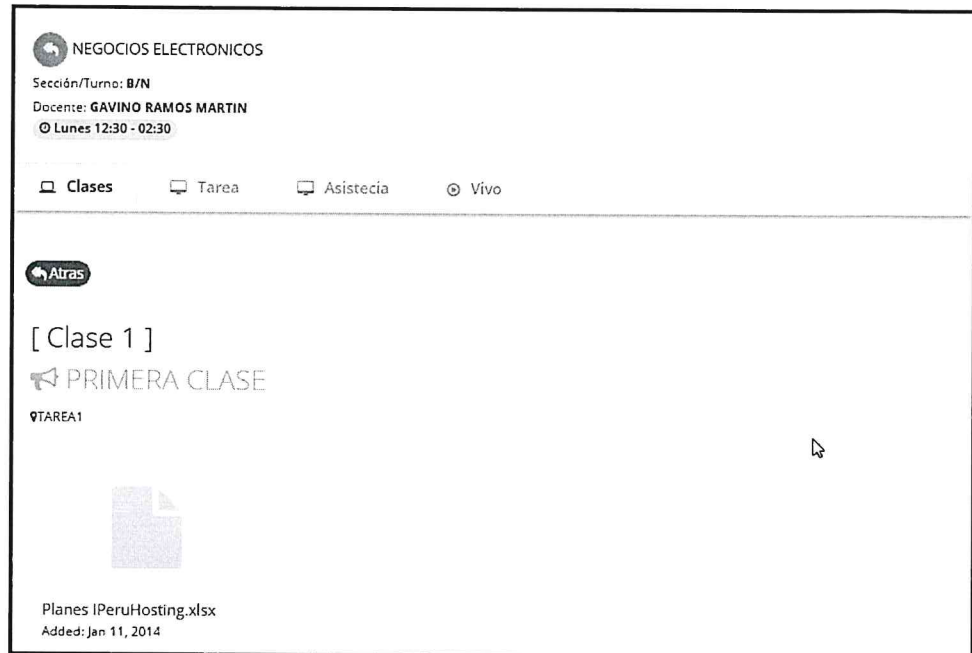 NEGOCIOS ELECTRONICOS
Sección/Turno: B/N
Docente: GAVINO RAMOS MARTIN
Lunes 12:30 - 02:30
Clases Tarea Asistecia Vivo
Atras
[ Clase 1 ]
PRIMERA CLASE
TAREA1
Planes IPeruHosting.xlsx
Added: Jan 11, 2014